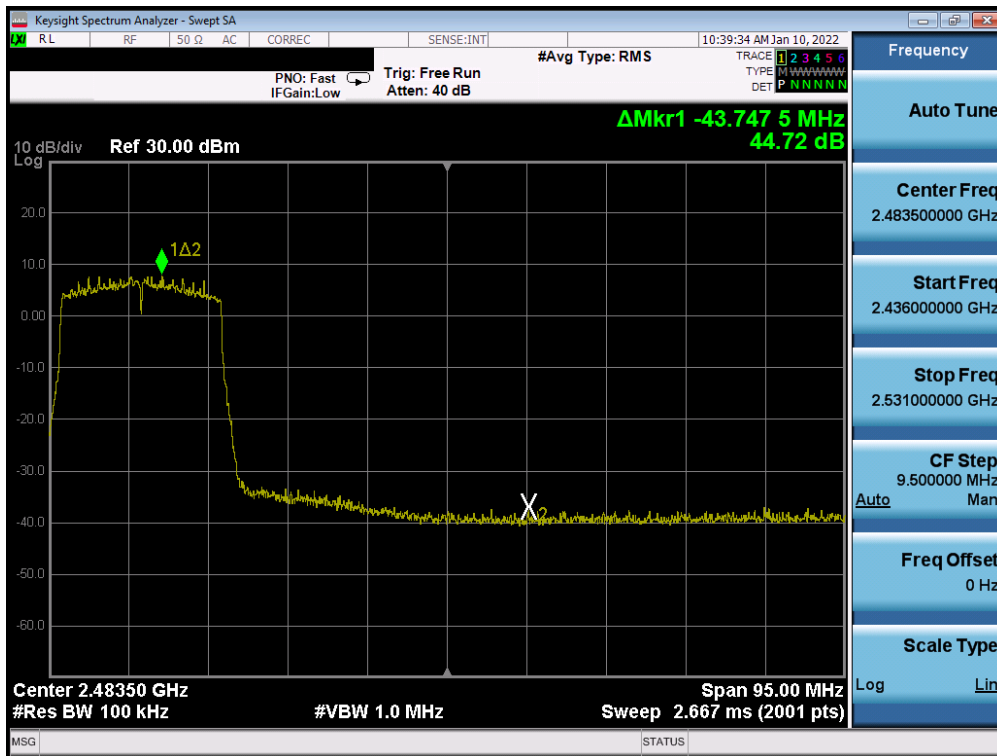 Keysight Spectrum Analyzer - Swept SA
LXI RL RF 50 Ω AC CORREC SENSE:INT 10:39:34 AM Jan 10, 2022
#Avg Type: RMS
TRACE 1 2 3 4 5 6
TYPE M WWWWW
DET P N N N N N
PNO: Fast
IFGain:Low
Trig: Free Run
Atten: 40 dB
ΔMkr1 -43.747 5 MHz
44.72 dB
10 dB/div Ref 30.00 dBm
Log
20.0
10.0
0.00
-10.0
-20.0
-30.0
-40.0
-50.0
-60.0
1Δ2
X2
Center 2.48350 GHz
Span 95.00 MHz
#Res BW 100 kHz
#VBW 1.0 MHz
Sweep 2.667 ms (2001 pts)
MSG
STATUS
Frequency
Auto Tune
Center Freq
2.483500000 GHz
Start Freq
2.436000000 GHz
Stop Freq
2.531000000 GHz
CF Step
9.500000 MHz
Auto Man
Freq Offset
0 Hz
Scale Type
Log Lin